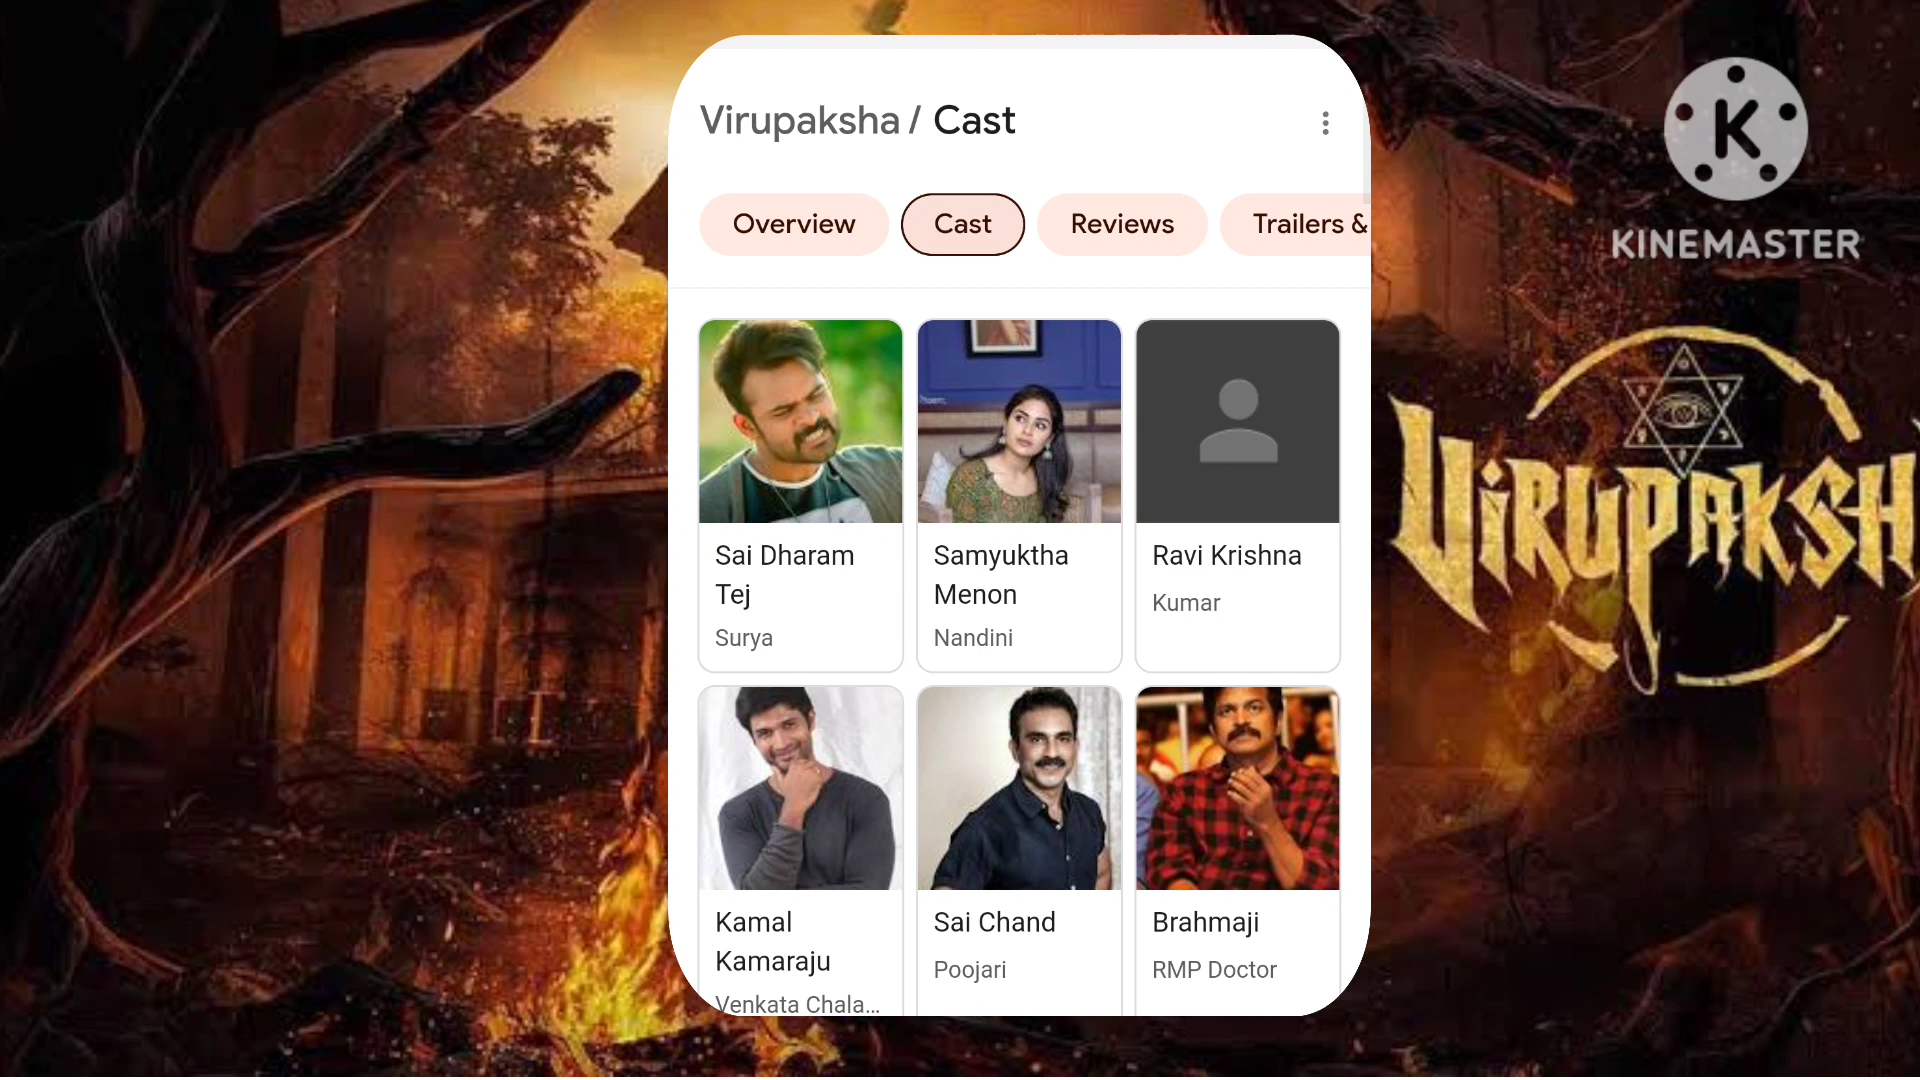 Virupaksha / Cast
Overview
Cast
Reviews
Trailers &
Sai Dharam
Tej
Surya
Samyuktha
Menon
Nandini
Ravi Krishna
Kumar
Kamal
Kamaraju
Venkata Chala...
Sai Chand
Poojari
Brahmaji
RMP Doctor
K
KINEMASTER
VIRUPAKSH